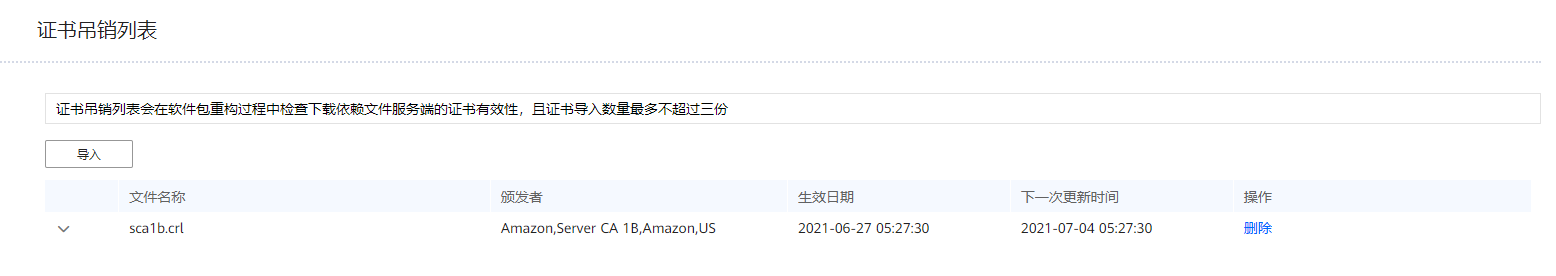 证书吊销列表
证书吊销列表会在软件包重构过程中检查下载依赖文件服务端的证书有效性，且证书导入数量最多不超过三份
导入
文件名称 颁发者 生效日期 下一次更新时间 操作
sca1b.crl Amazon,Server CA 1B,Amazon,US 2021-06-27 05:27:30 2021-07-04 05:27:30 删除